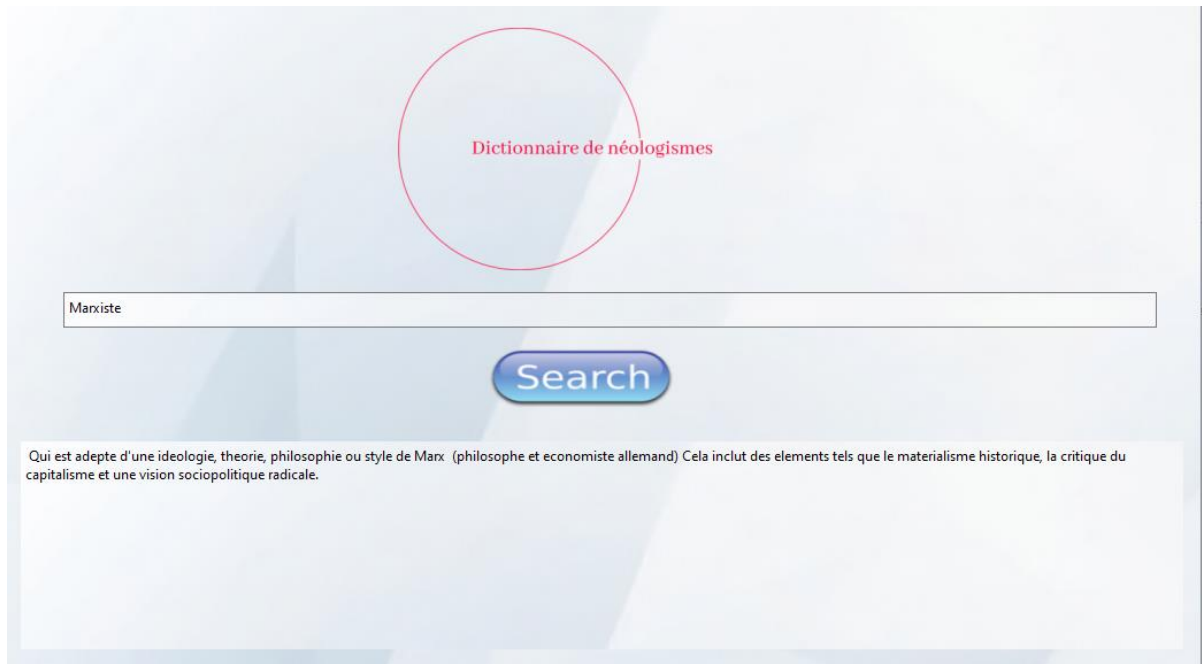 Dictionnaire de néologismes
Marxiste
Search
Qui est adepte d'une ideologie, theorie, philosophie ou style de Marx  (philosophe et economiste allemand) Cela inclut des elements tels que le materialisme historique, la critique du
capitalisme et une vision sociopolitique radicale.